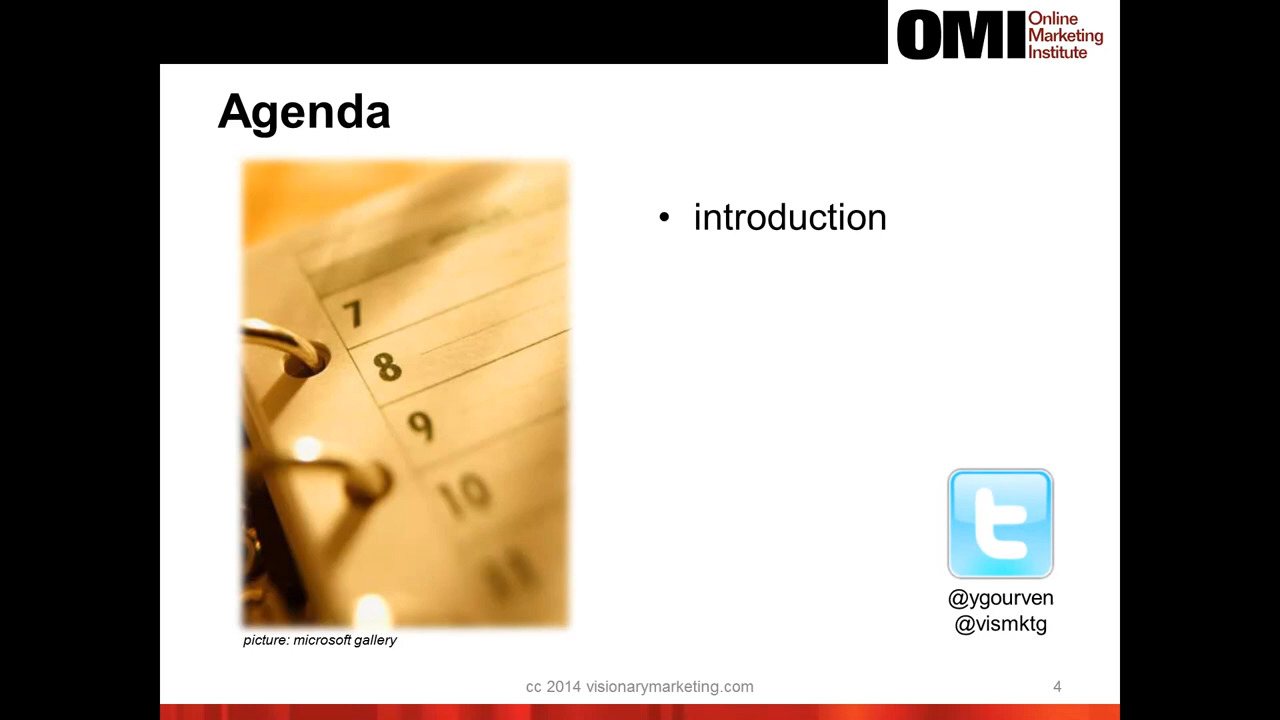 OMI
Online
Marketing
Institute
Agenda
• introduction
7
8
9
10
11
t
@ygourven
@vismktg
picture: microsoft gallery
cc 2014 visionarymarketing.com
4